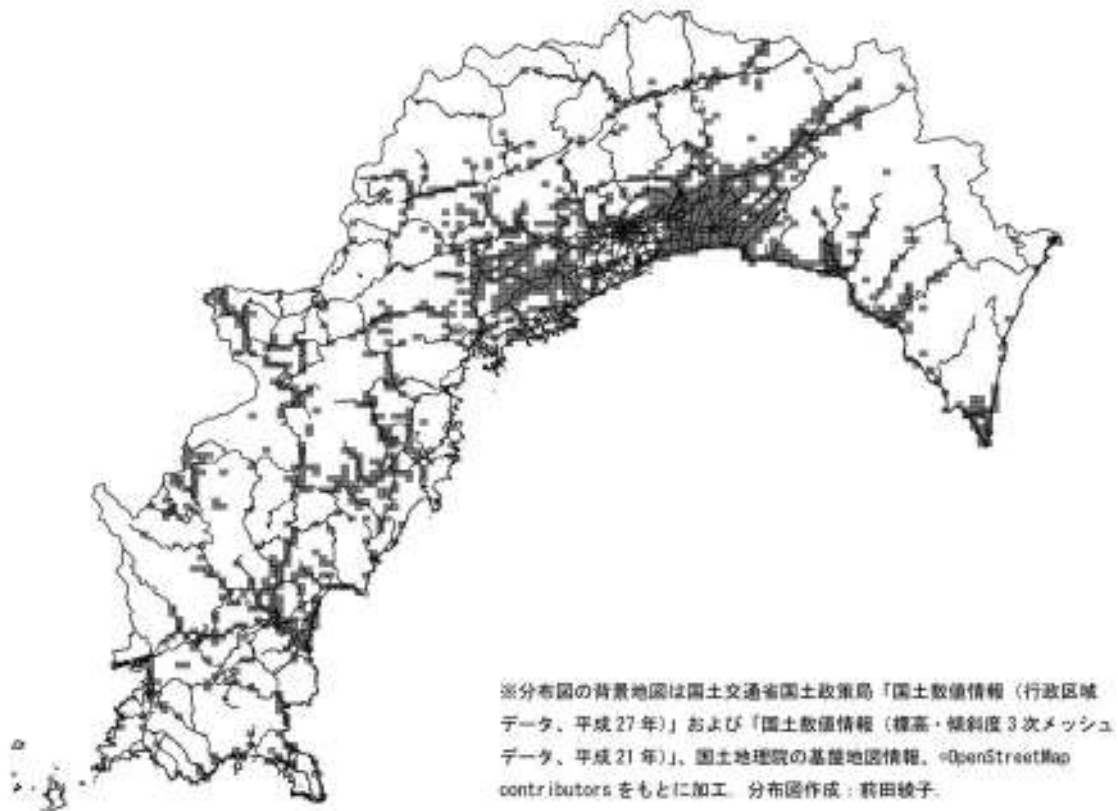 ※分布図の背景地図は国土交通省国土政策局「国土数値情報（行政区域
データ、平成 27 年）」および「国土数値情報（標高・傾斜度 3 次メッシュ
データ、平成 21 年）」、国土地理院の基盤地図情報、©OpenStreetMap
contributors をもとに加工. 分布図作成：前田綾子.